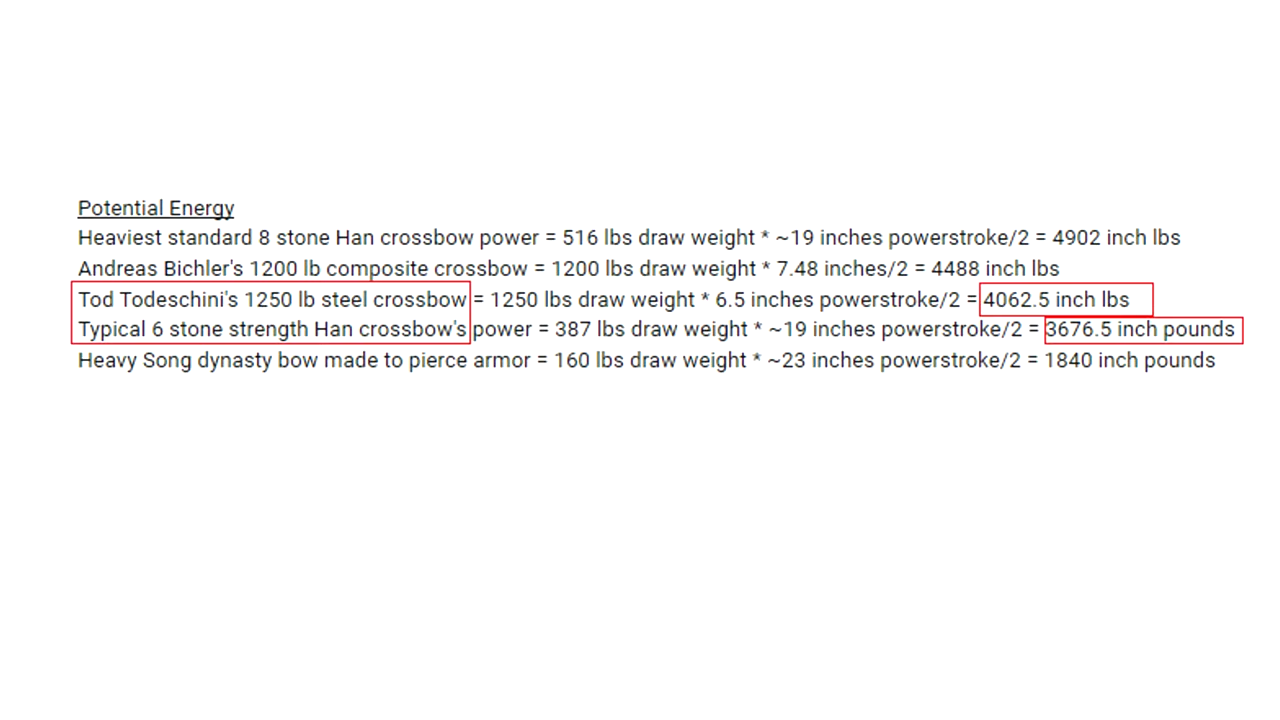 Potential Energy
Heaviest standard 8 stone Han crossbow power = 516 lbs draw weight * ~19 inches powerstroke/2 = 4902 inch lbs
Andreas Bichler's 1200 lb composite crossbow = 1200 lbs draw weight * 7.48 inches/2 = 4488 inch lbs
Tod Todeschini's 1250 lb steel crossbow = 1250 lbs draw weight * 6.5 inches powerstroke/2 = 4062.5 inch lbs
Typical 6 stone strength Han crossbow's power = 387 lbs draw weight * ~19 inches powerstroke/2 = 3676.5 inch pounds
Heavy Song dynasty bow made to pierce armor = 160 lbs draw weight * ~23 inches powerstroke/2 = 1840 inch pounds